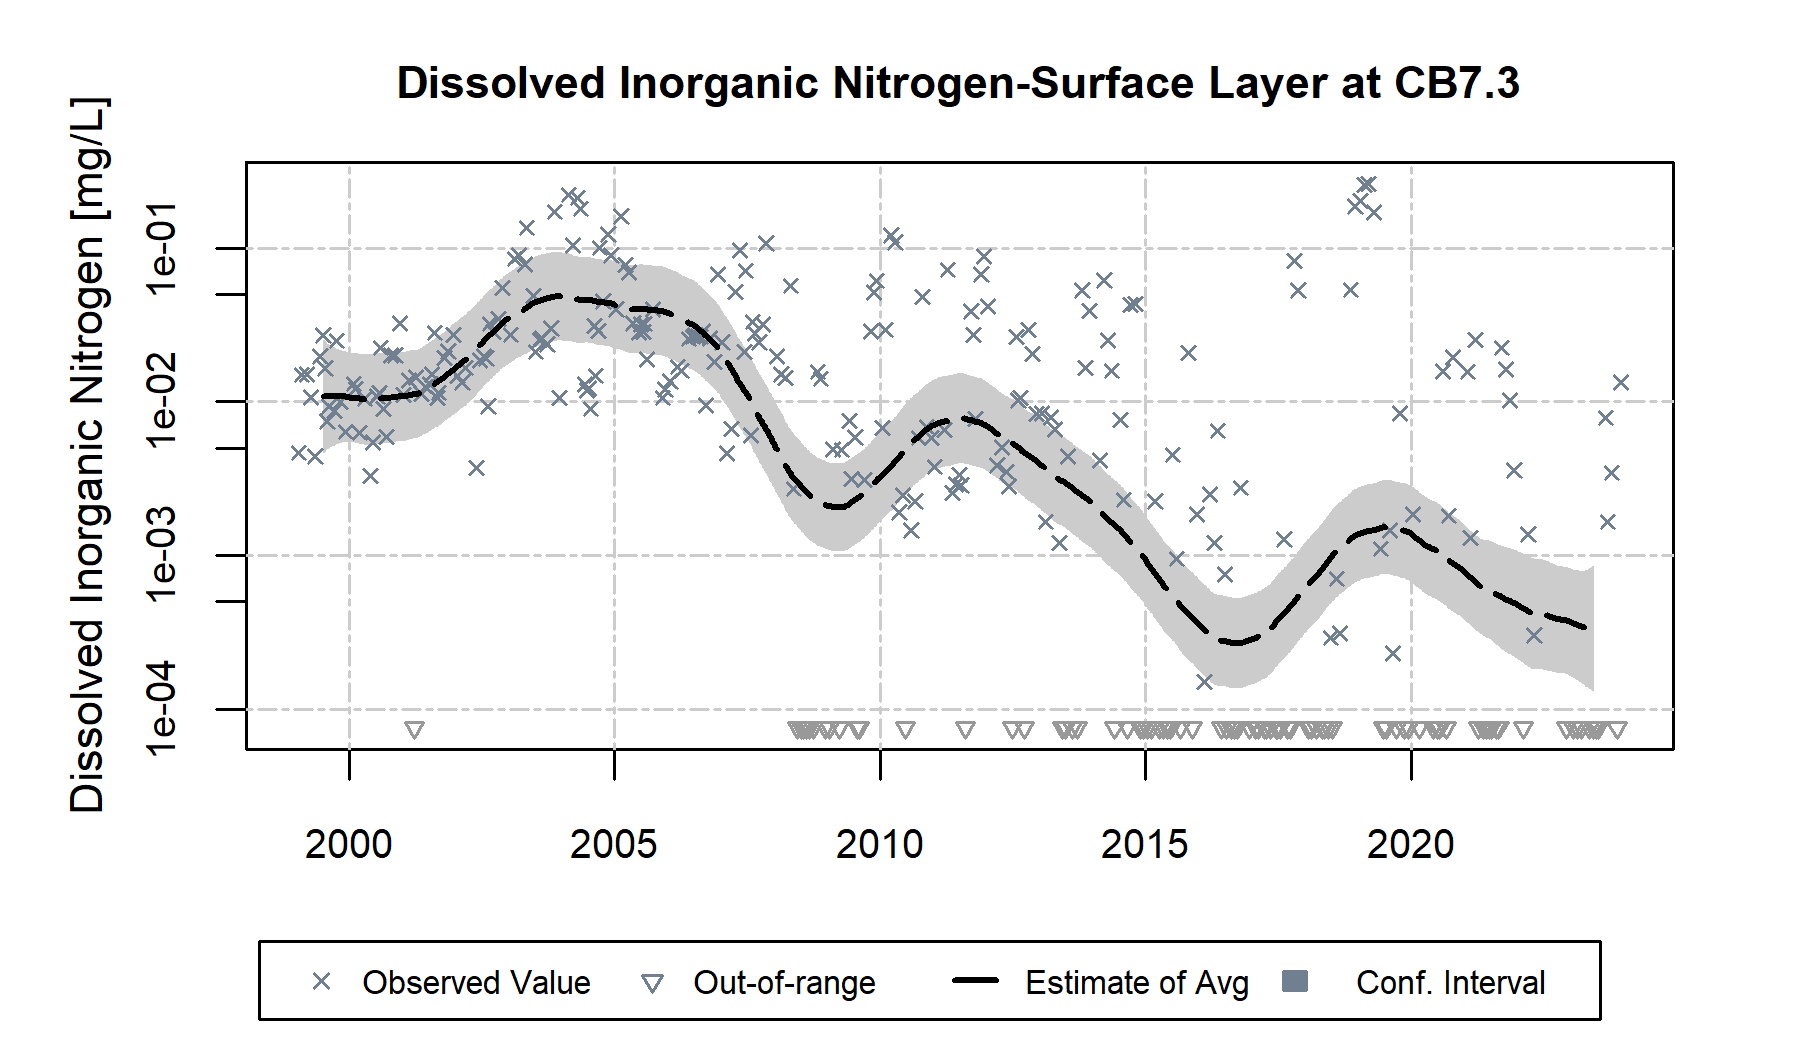 Dissolved Inorganic Nitrogen-Surface Layer at CB7.3
Dissolved Inorganic Nitrogen [mg/L]
1e-01
1e-02
1e-03
1e-04
2000 2005 2010 2015 2020
Observed Value Out-of-range Estimate of Avg Conf. Interval